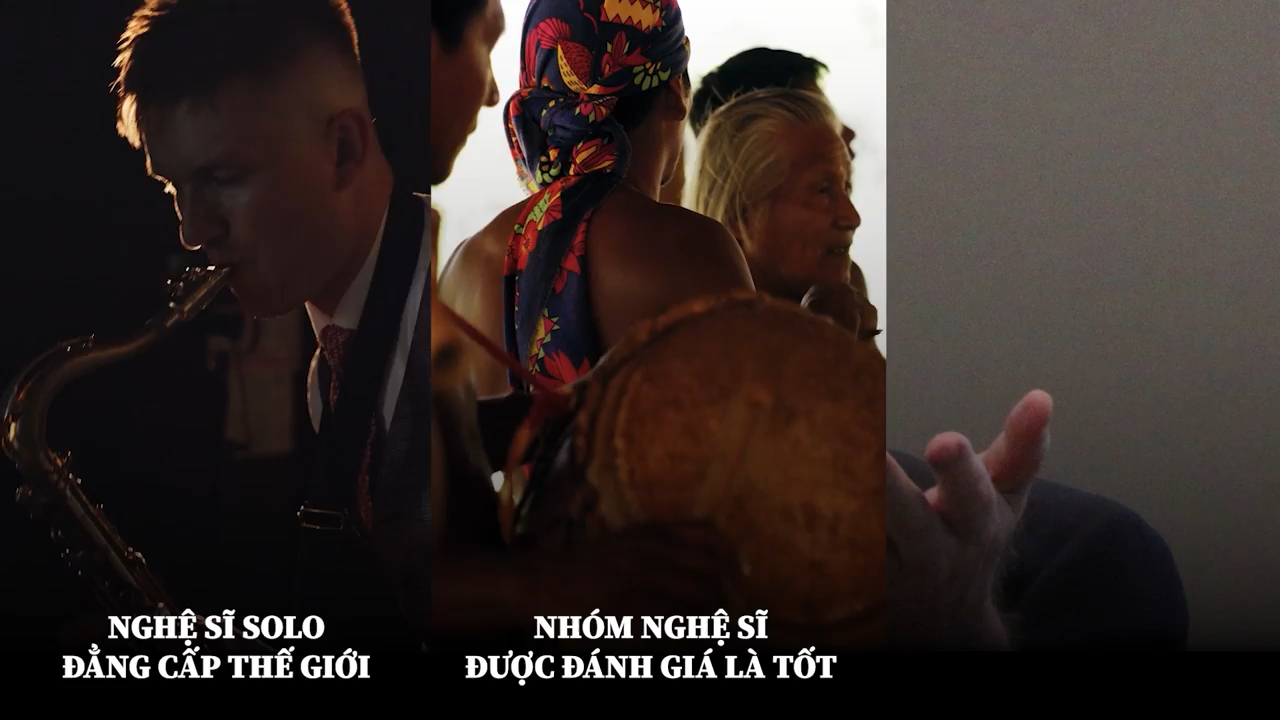 NGHỆ SĨ SOLO
ĐẲNG CẤP THẾ GIỚI
NHÓM NGHỆ SĨ
ĐƯỢC ĐÁNH GIÁ LÀ TỐT